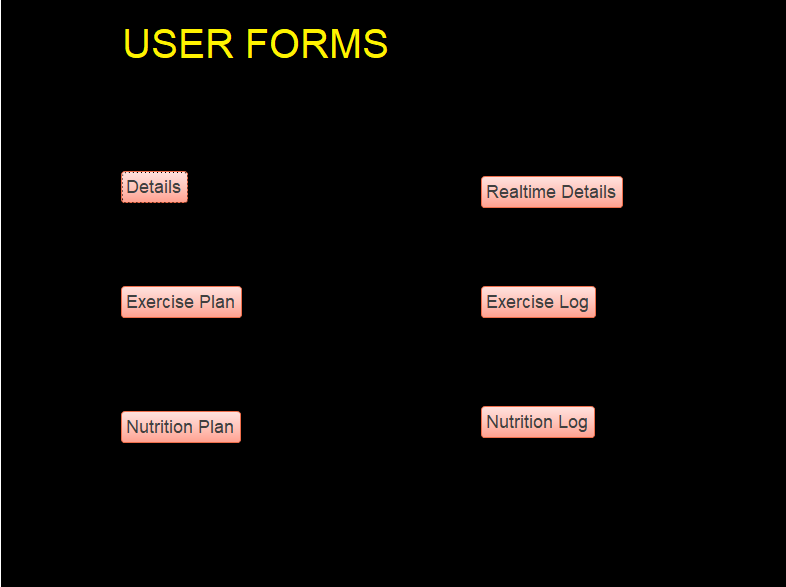 USER FORMS
Details
Realtime Details
Exercise Plan
Exercise Log
Nutrition Plan
Nutrition Log